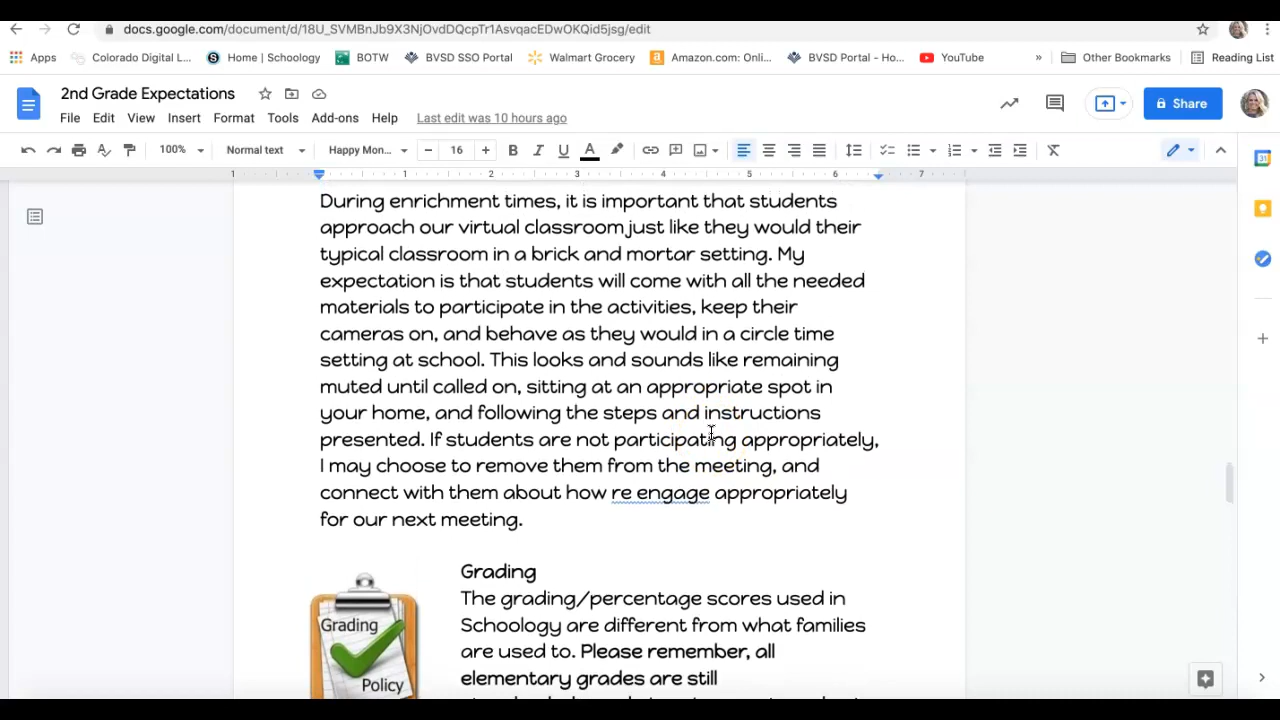 docs.google.com/document/d/18U_SVMBnJb9X3NjOvdDQcpTr1AsvqacEDwOKQid5jsg/edit
Apps Colorado Digital L... Home | Schoology BOTW BVSD SSO Portal Walmart Grocery Amazon.com: Onli... BVSD Portal - Ho... YouTube » Other Bookmarks Reading List
2nd Grade Expectations
Share
File Edit View Insert Format Tools Add-ons Help Last edit was 10 hours ago
100% Normal text Happy Mon... 16
1 1 2 3 4 5 6 7
During enrichment times, it is important that students
approach our virtual classroom just like they would their
typical classroom in a brick and mortar setting. My
expectation is that students will come with all the needed
materials to participate in the activities, keep their
cameras on, and behave as they would in a circle time
setting at school. This looks and sounds like remaining
muted until called on, sitting at an appropriate spot in
your home, and following the steps and instructions
presented. If students are not participating appropriately,
I may choose to remove them from the meeting, and
connect with them about how re engage appropriately
for our next meeting.
Grading
The grading/percentage scores used in
Schoology are different from what families
are used to. Please remember, all
elementary grades are still
Grading
Policy